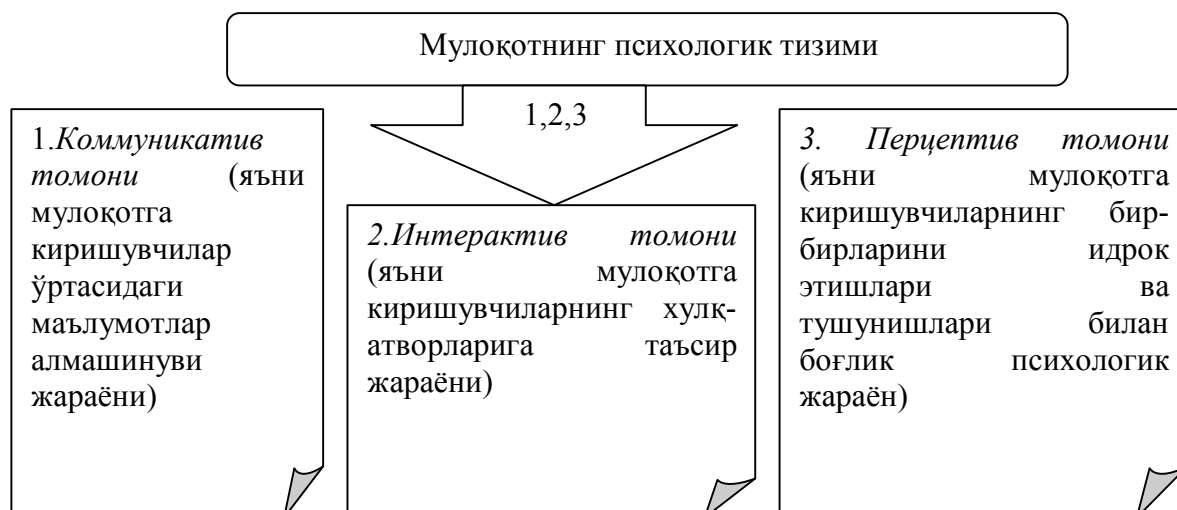 Мулоқотнинг психологик тизими
1,2,3
1.Коммуникатив
томони (яъни
мулоқотга
киришувчилар
ўртасидаги
маълумотлар
алмашинуви
жараёни)
2.Интерактив томони
(яъни мулоқотга
киришувчиларнинг хулқ-
атворларига таъсир
жараёни)
3. Перцептив томони
(яъни мулоқотга
киришувчиларнинг бир-
бирларини идрок
этишлари ва
тушунишлари билан
боғлик психологик
жараён)